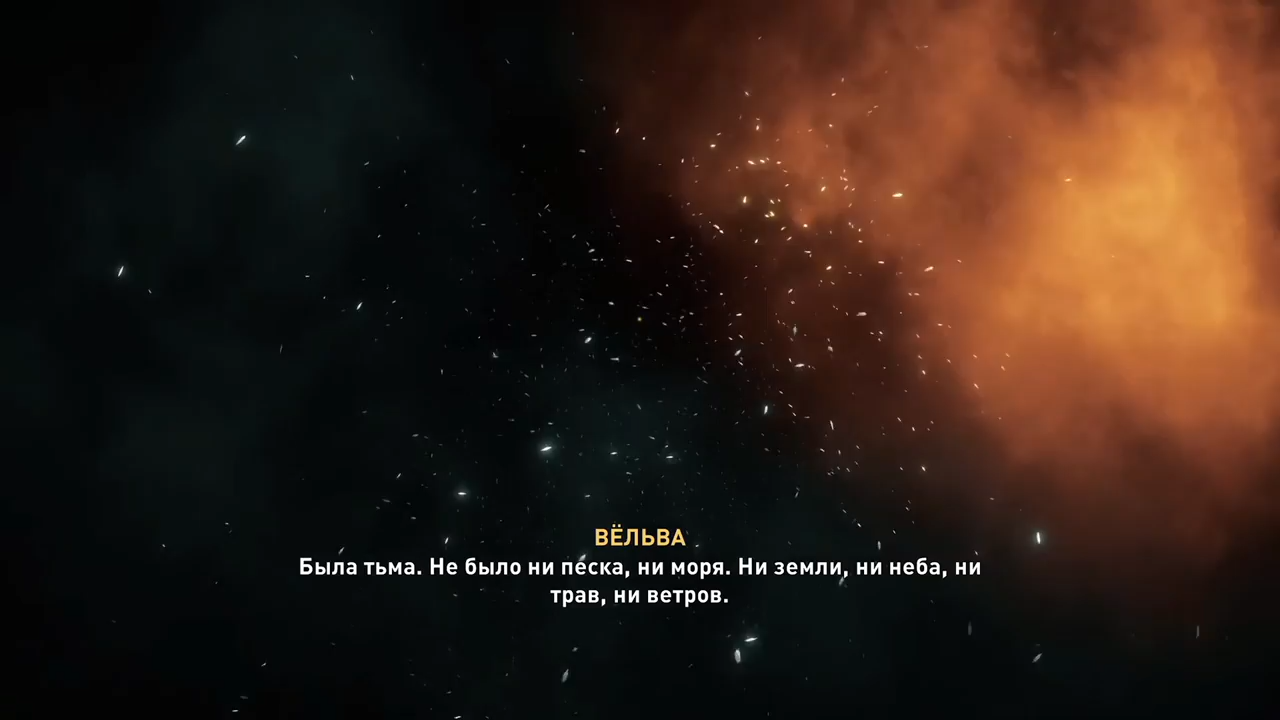 ВЁЛЬВА
Была тьма. Не было ни песка, ни моря. Ни земли, ни неба, ни
трав, ни ветров.